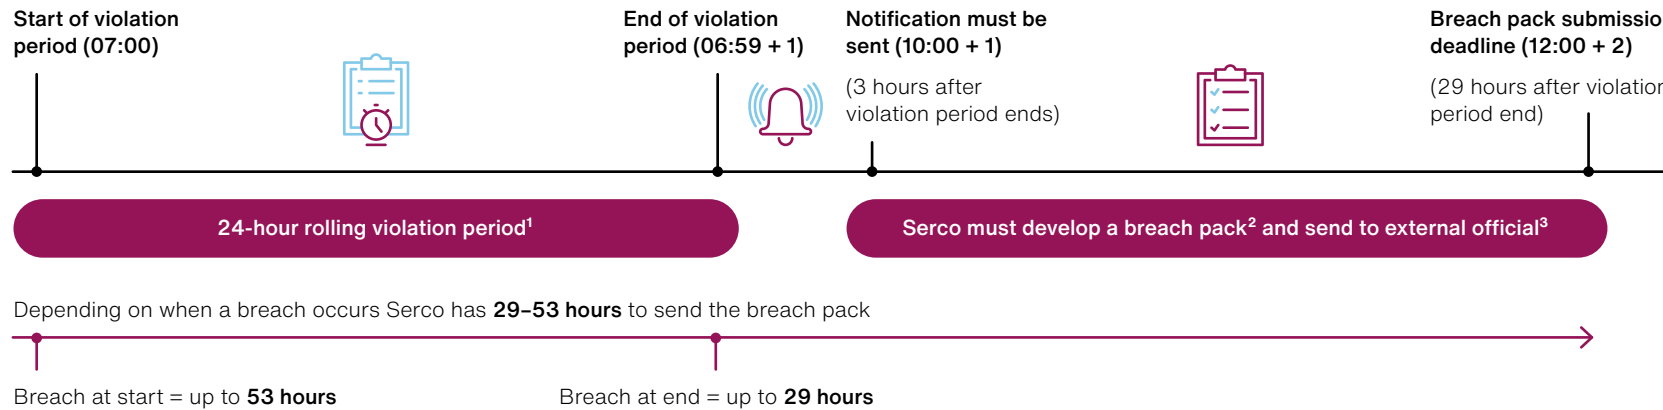 Start of violation
period (07:00)
End of violation
period (06:59 + 1)
Notification must be
sent (10:00 + 1)
(3 hours after
violation period ends)
Breach pack submissio
deadline (12:00 + 2)
(29 hours after violation
period end)
24-hour rolling violation period¹
Serco must develop a breach pack² and send to external official³
Depending on when a breach occurs Serco has 29–53 hours to send the breach pack
Breach at start = up to 53 hours
Breach at end = up to 29 hours